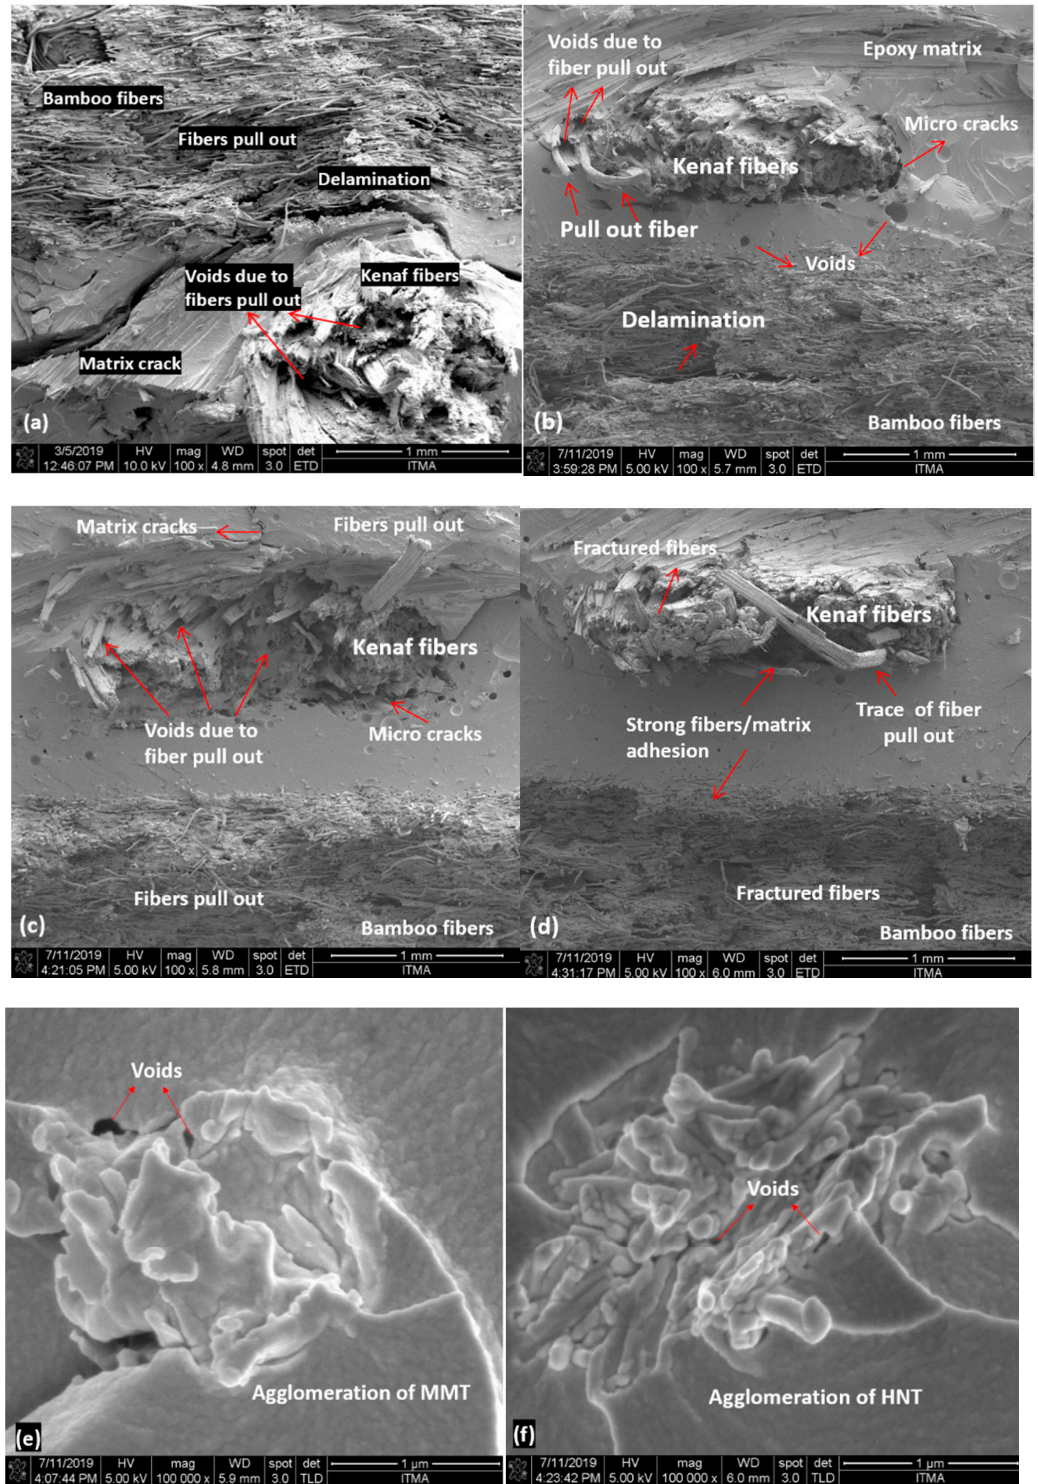 Bamboo fibers
Fibers pull out
Delamination
Voids due to
fibers pull out
Kenaf fibers
Matrix crack
(a)
3/5/2019 HV mag WD spot det 1 mm
12:46:07 PM 10.0 kV 100 x 4.8 mm 3.0 ETD ITMA
Voids due to
fiber pull out
Epoxy matrix
Micro cracks
Kenaf fibers
Pull out fiber
Voids
Delamination
(b)
Bamboo fibers
7/11/2019 HV mag WD spot det 1 mm
3:59:28 PM 5.00 kV 100 x 5.7 mm 3.0 ETD ITMA
Matrix cracks
Fibers pull out
Kenaf fibers
Voids due to
fiber pull out
Micro cracks
Fibers pull out
(c)
Bamboo fibers
7/11/2019 HV mag WD spot det 1 mm
4:21:05 PM 5.00 kV 100 x 5.8 mm 3.0 ETD ITMA
Fractured fibers
Kenaf fibers
Strong fibers/matrix
adhesion
Trace of fiber
pull out
Fractured fibers
(d)
Bamboo fibers
7/11/2019 HV mag WD spot det 1 mm
4:31:17 PM 5.00 kV 100 x 6.0 mm 3.0 ETD ITMA
Voids
Agglomeration of MMT
(e)
7/11/2019 HV mag WD spot det 1 µm
4:07:44 PM 5.00 kV 100 000 x 5.9 mm 3.0 TLD ITMA
Voids
Agglomeration of HNT
(f)
7/11/2019 HV mag WD spot det 1 µm
4:23:42 PM 5.00 kV 100 000 x 6.0 mm 3.0 TLD ITMA